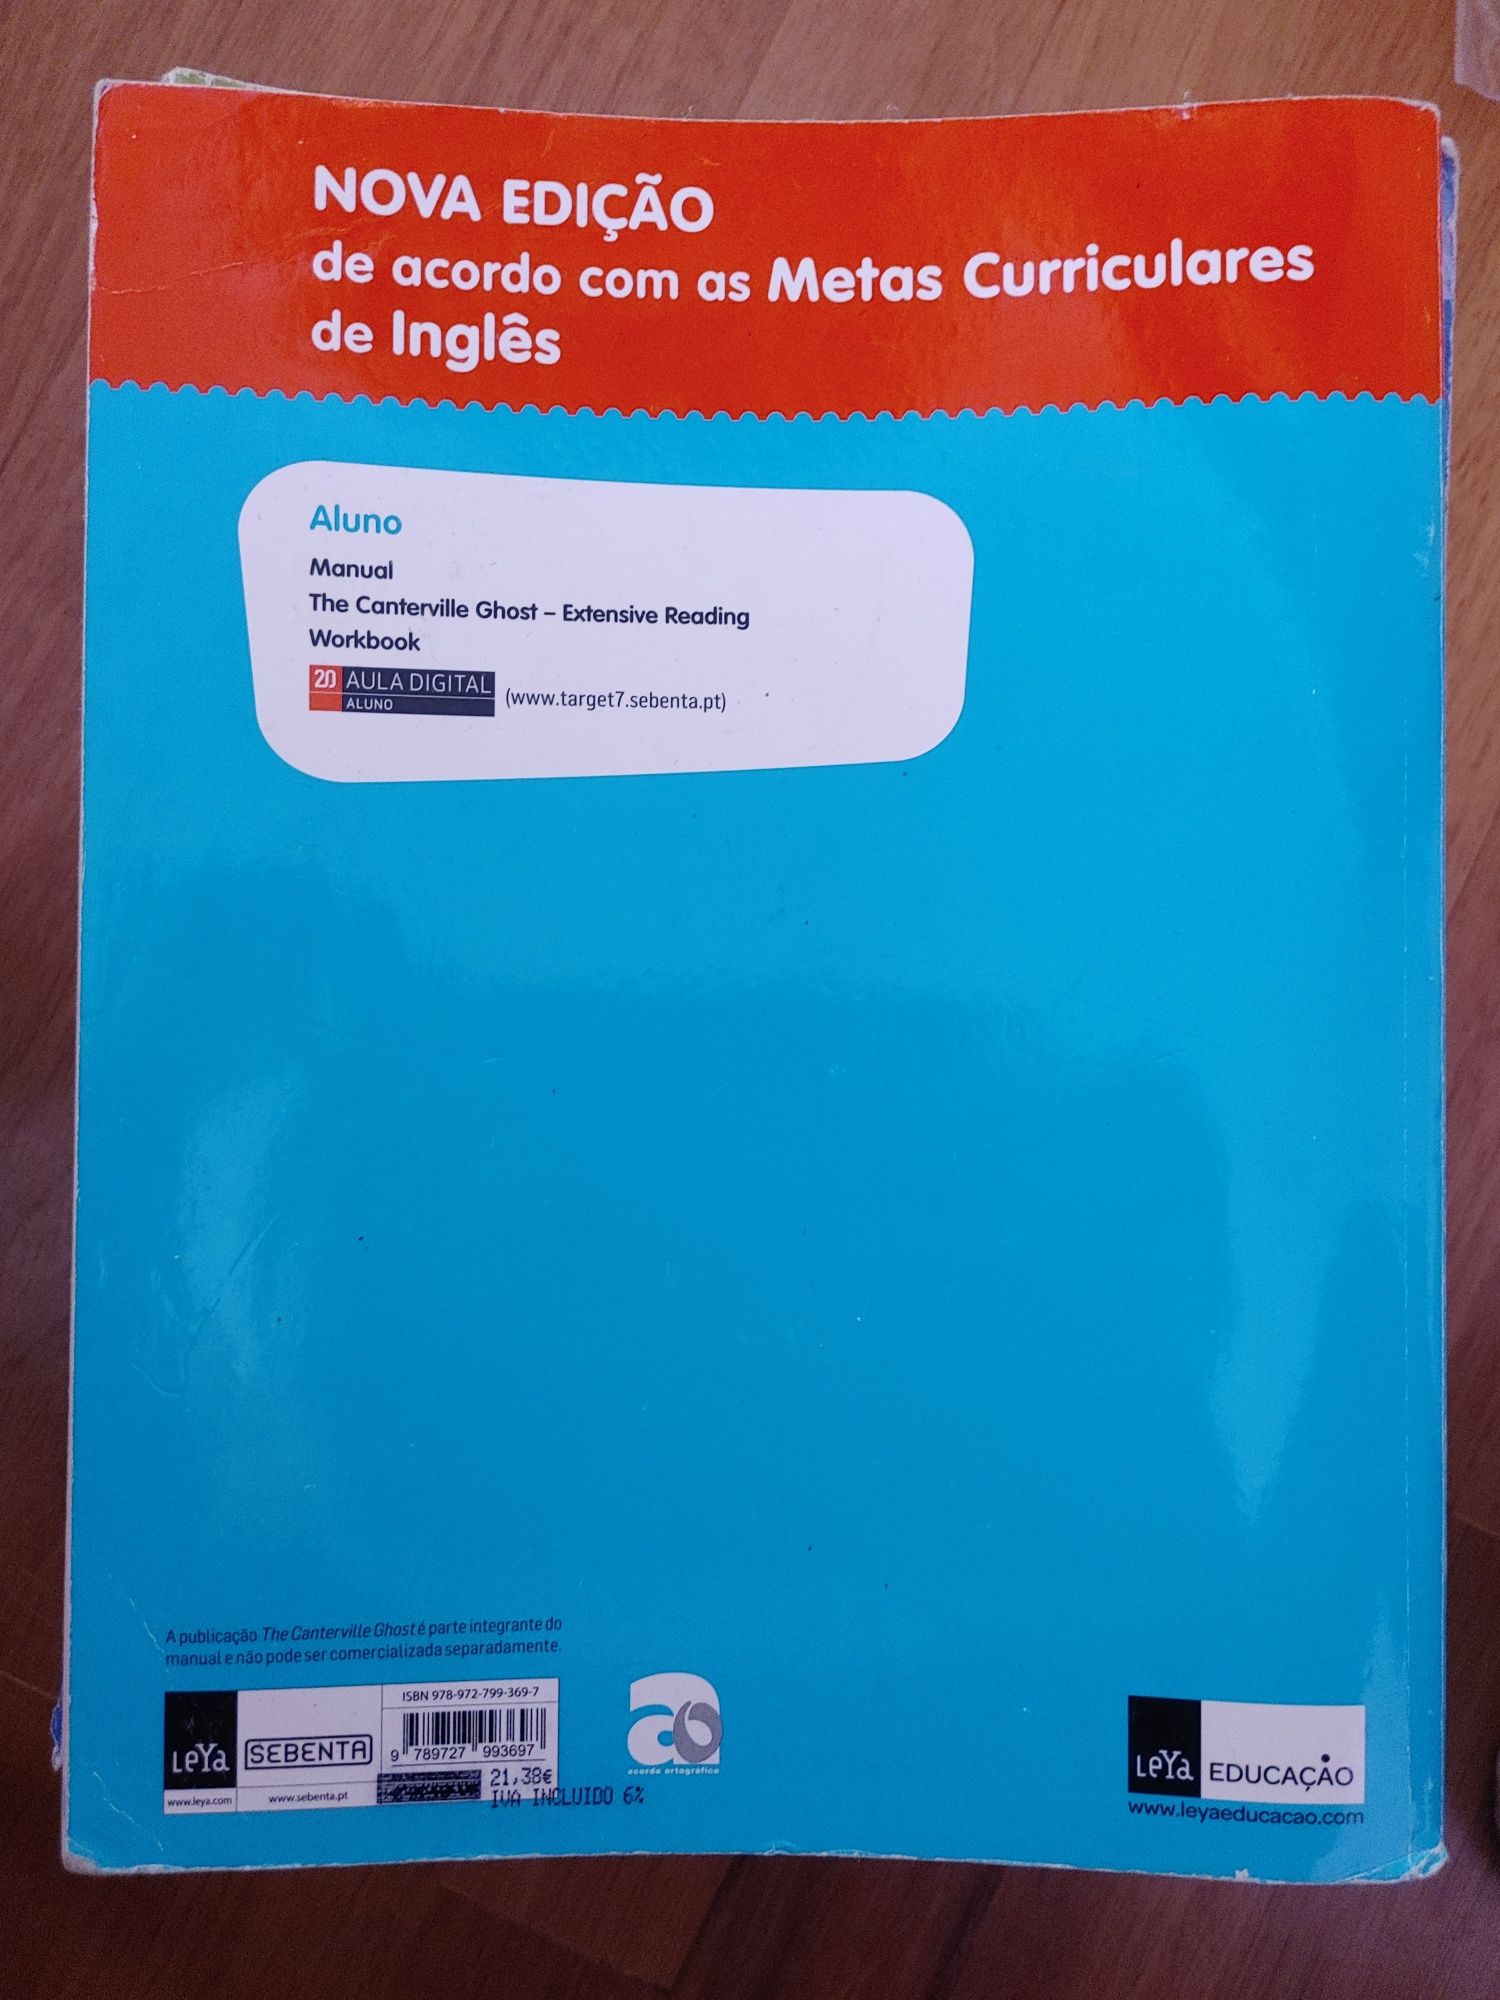 NOVA EDIÇÃO
de acordo com as Metas Curriculares
de Inglês
Aluno
Manual
The Canterville Ghost – Extensive Reading
Workbook
20 AULA DIGITAL
ALUNO
(www.target7.sebenta.pt)
A publicação The Canterville Ghost é parte integrante do
manual e não pode ser comercializada separadamente.
ISBN 978-972-799-369-7
LeYa
SEBENTA
9 789727 993697
www.leya.com
www.sebenta.pt
21,38€
IVA INCLUIDO 6%
acordo ortográfico
LeYa
EDUCAÇÃO
www.leyaeducacao.com